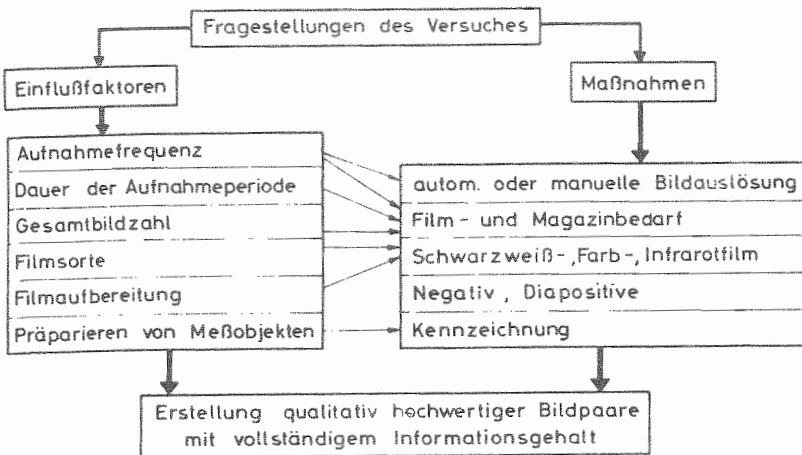 Fragestellungen des Versuches
Einflußfaktoren
Maßnahmen
Aufnahmefrequenz
Dauer der Aufnahmeperiode
Gesamtbildzahl
Filmsorte
Filmaufbereitung
Präparieren von Meßobjekten
autom. oder manuelle Bildauslösung
Film- und Magazinbedarf
Schwarzweiß-, Farb-, Infrarotfilm
Negativ, Diapositive
Kennzeichnung
Erstellung qualitativ hochwertiger Bildpaare
mit vollständigem Informationsgehalt